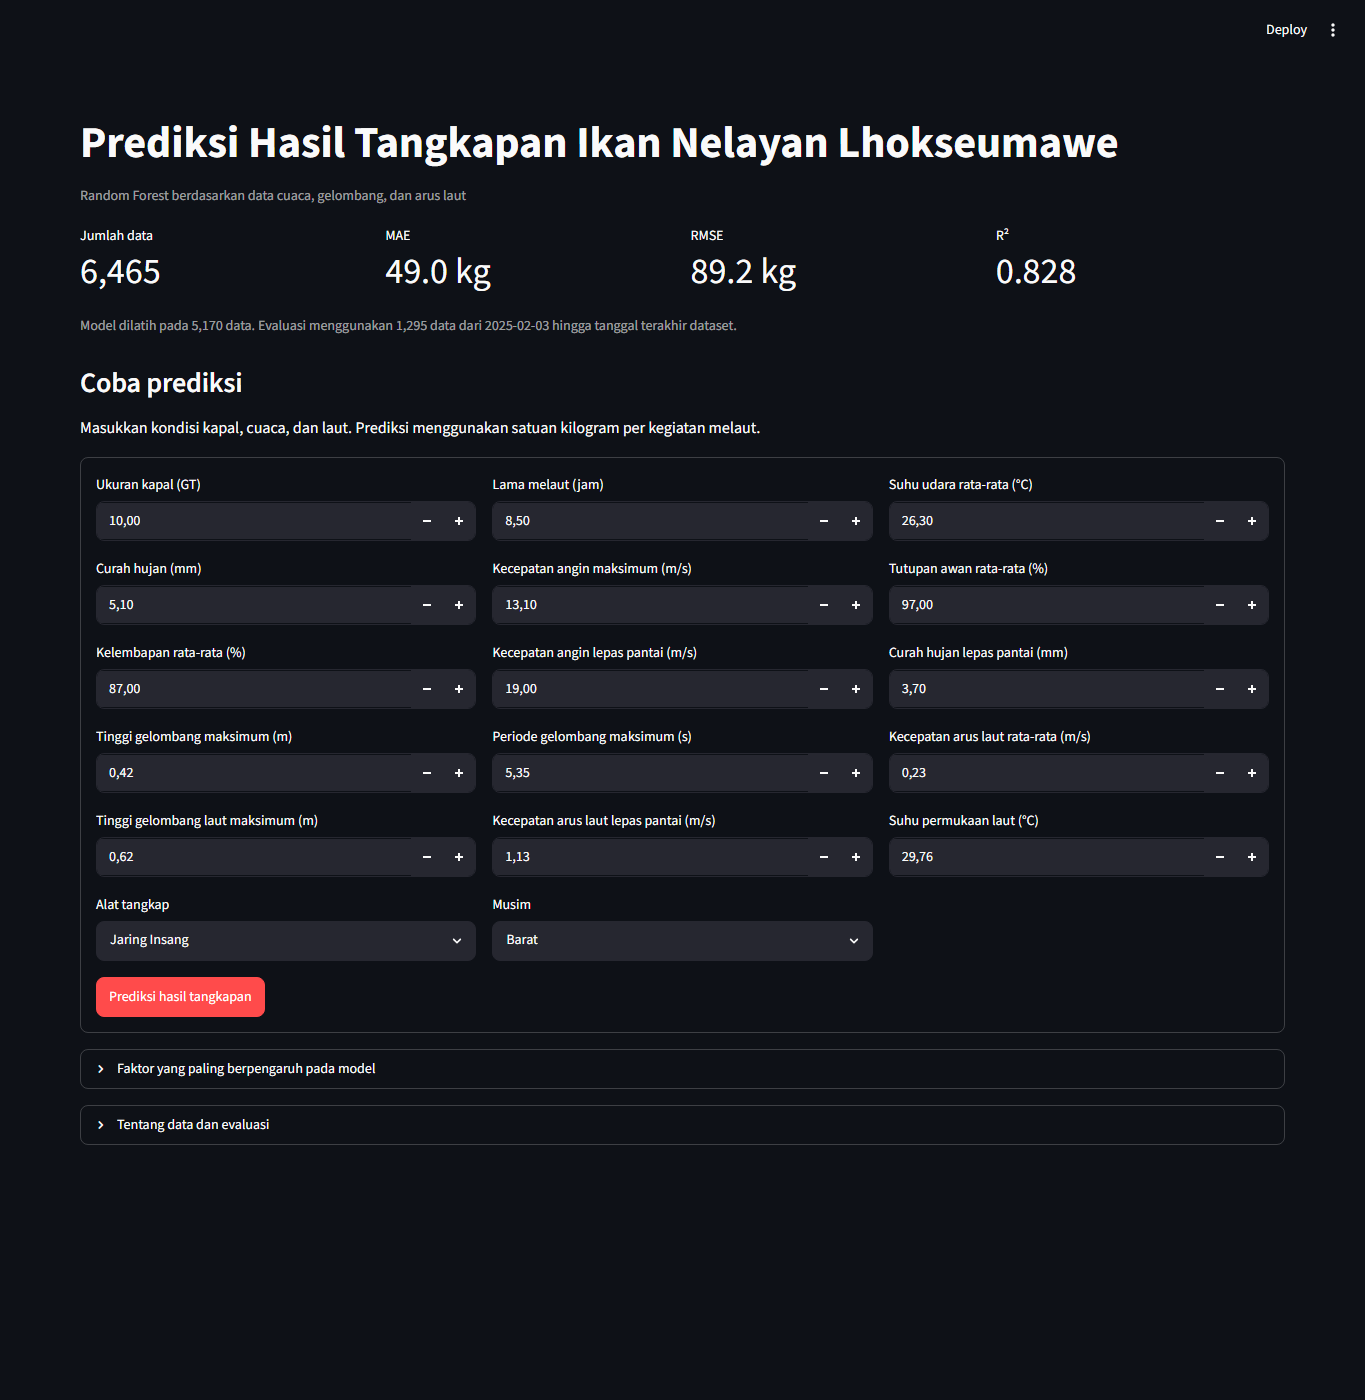 Deploy
Prediksi Hasil Tangkapan Ikan Nelayan Lhokseumawe
Random Forest berdasarkan data cuaca, gelombang, dan arus laut
Jumlah data
6,465
MAE
49.0 kg
RMSE
89.2 kg
R²
0.828
Model dilatih pada 5,170 data. Evaluasi menggunakan 1,295 data dari 2025-02-03 hingga tanggal terakhir dataset.
Coba prediksi
Masukkan kondisi kapal, cuaca, dan laut. Prediksi menggunakan satuan kilogram per kegiatan melaut.
Ukuran kapal (GT)
10,00
Lama melaut (jam)
8,50
Suhu udara rata-rata (°C)
26,30
Curah hujan (mm)
5,10
Kecepatan angin maksimum (m/s)
13,10
Tutupan awan rata-rata (%)
97,00
Kelembapan rata-rata (%)
87,00
Kecepatan angin lepas pantai (m/s)
19,00
Curah hujan lepas pantai (mm)
3,70
Tinggi gelombang maksimum (m)
0,42
Periode gelombang maksimum (s)
5,35
Kecepatan arus laut rata-rata (m/s)
0,23
Tinggi gelombang laut maksimum (m)
0,62
Kecepatan arus laut lepas pantai (m/s)
1,13
Suhu permukaan laut (°C)
29,76
Alat tangkap
Jaring Insang
Musim
Barat
Prediksi hasil tangkapan
Faktor yang paling berpengaruh pada model
Tentang data dan evaluasi